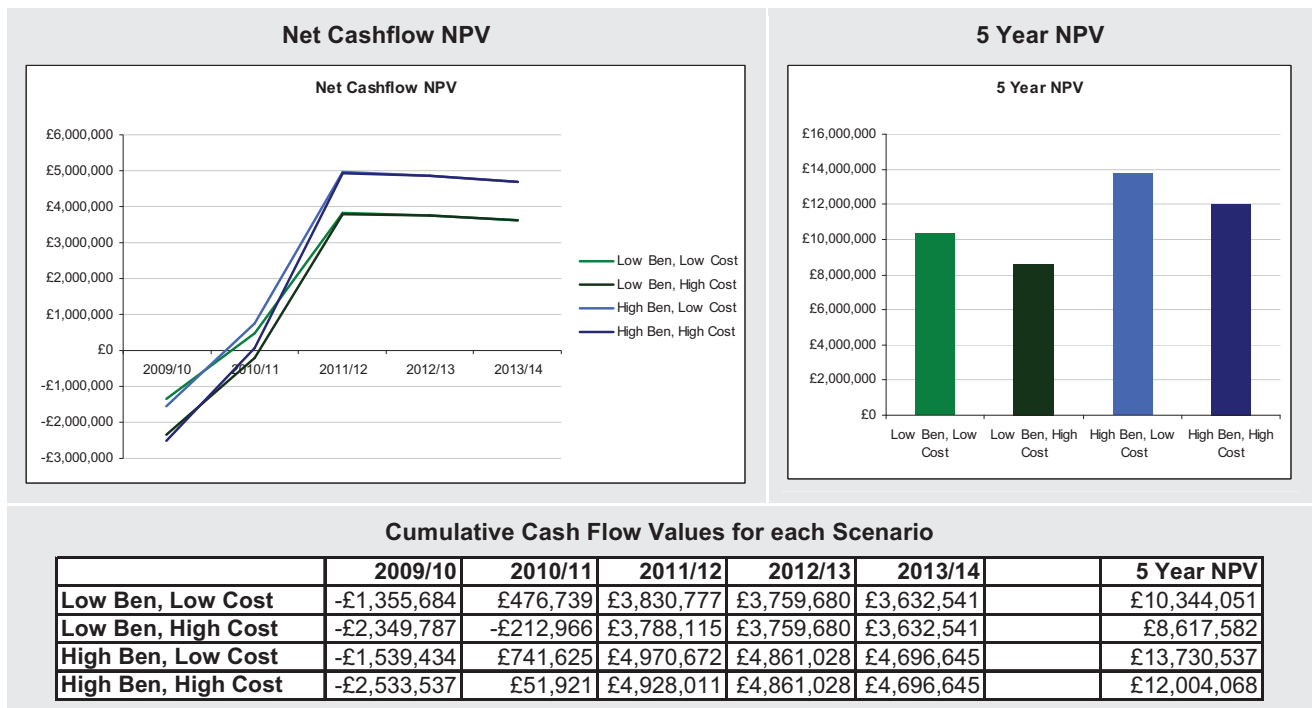 Net Cashflow NPV
Net Cashflow NPV
£6,000,000
£5,000,000
£4,000,000
£3,000,000
£2,000,000
£1,000,000
£0
-£1,000,000
-£2,000,000
-£3,000,000
2009/10 2010/11 2011/12 2012/13 2013/14
Low Ben, Low Cost
Low Ben, High Cost
High Ben, Low Cost
High Ben, High Cost
5 Year NPV
5 Year NPV
£16,000,000
£14,000,000
£12,000,000
£10,000,000
£8,000,000
£6,000,000
£4,000,000
£2,000,000
£0
Low Ben, Low Low Ben, High High Ben, Low High Ben, High
Cost Cost Cost Cost
Cumulative Cash Flow Values for each Scenario
2009/10 2010/11 2011/12 2012/13 2013/14 5 Year NPV
Low Ben, Low Cost -£1,355,684 £476,739 £3,830,777 £3,759,680 £3,632,541 £10,344,051
Low Ben, High Cost -£2,349,787 -£212,966 £3,788,115 £3,759,680 £3,632,541 £8,617,582
High Ben, Low Cost -£1,539,434 £741,625 £4,970,672 £4,861,028 £4,696,645 £13,730,537
High Ben, High Cost -£2,533,537 £51,921 £4,928,011 £4,861,028 £4,696,645 £12,004,068